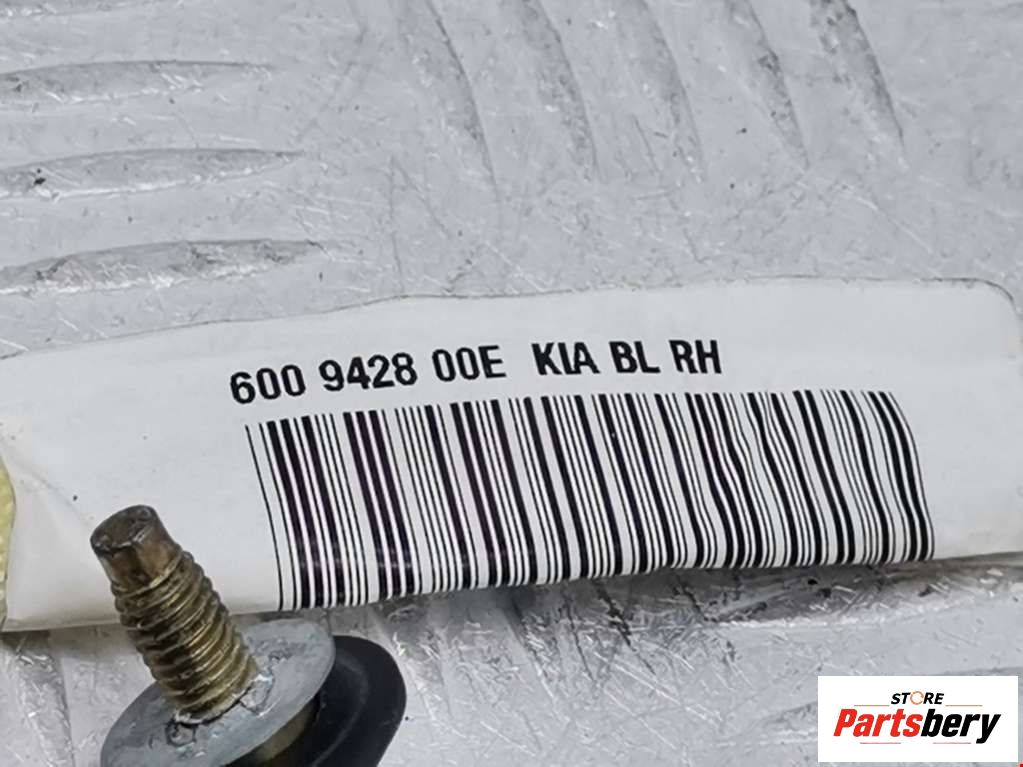 600 9428 00E KIA BL RH
STORE
Partsbery